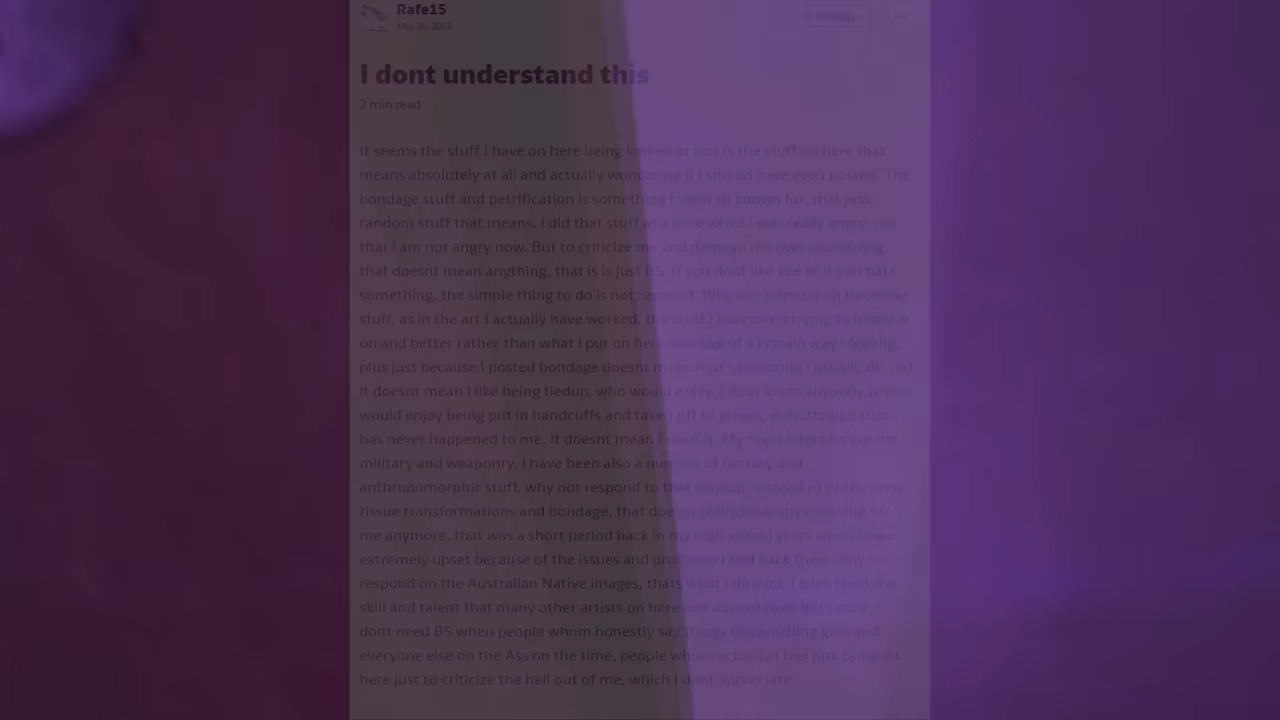 Rafe15
May 20, 2013
I dont understand this
2 min read
It seems the stuff I have on here being looked at alot is the stuff on here that
means absolutely at all and actually wondering if I should have even posted. The
bondage stuff and petrification is something I want to known for, that just
random stuff that means, I did that stuff at a time when I was really angry, not
that I am not angry now. But to criticize me and demean me over something
that doesnt mean anything, that is is just BS. If you dont like like or if you hate
something, the simple thing to do is not respond. Why not respond on the other
stuff, as in the art I actually have worked, the stuff I have been trying to improve
on and better rather than what i put on here because of a certain way I feeling,
plus just because I posted bondage doesnt mean that something I usually do and
it doesnt mean I like being tiedup, who would enjoy, I dont know anybody whom
would enjoy being put in handcuffs and taken off to prison, even though that
has never happened to me, it doesnt mean I want it. My main interests are the
military and weaponry, I have been also a number of fantasy and
anthropomorphic stuff, why not respond to that instead of
tissue transformations and bondage, that doesnt really have any meaning to
me anymore, that was a short period back in my high school years when I was
extremely upset because of the issues and problems I had back then. Why not
respond on the Australian Native images, thats what I do a lot. I wish I had the
skill and talent that many other artists on here but I dont, I
dont need BS when people whom honestly say things like punching girls and
everyone else on the Ass on the time, people whom actually I feel just came on
here just to criticize the hell out of me, which i dont appreciate